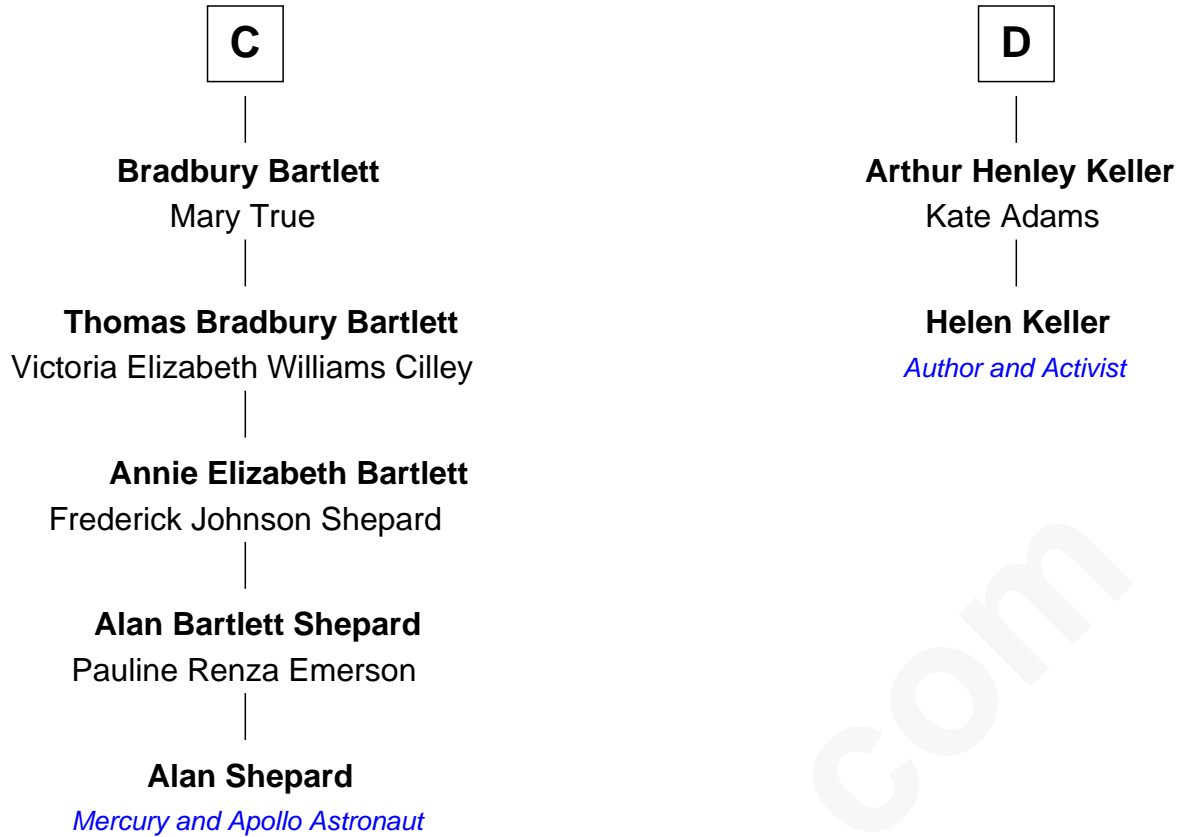 C
Bradbury Bartlett
Mary True
Thomas Bradbury Bartlett
Victoria Elizabeth Williams Cilley
Annie Elizabeth Bartlett
Frederick Johnson Shepard
Alan Bartlett Shepard
Pauline Renza Emerson
Alan Shepard
Mercury and Apollo Astronaut
D
Arthur Henley Keller
Kate Adams
Helen Keller
Author and Activist
com